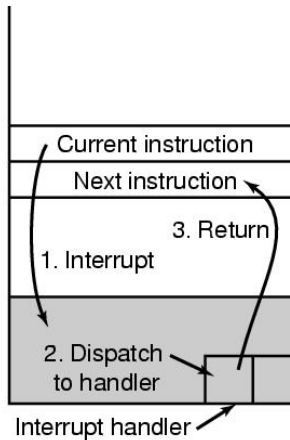 Current instruction
Next instruction
3. Return
1. Interrupt
2. Dispatch
to handler
Interrupt handler